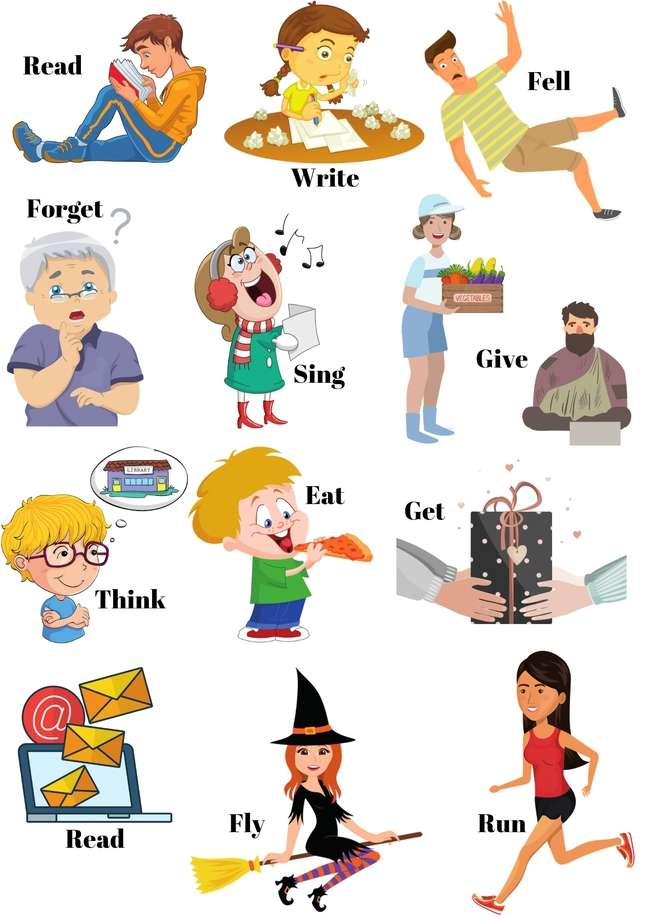 Read
Write
Fell
Forget
?
Sing
VEGETABLES
Give
LIBRARY
Think
Eat
Get
@
Read
Fly
Run